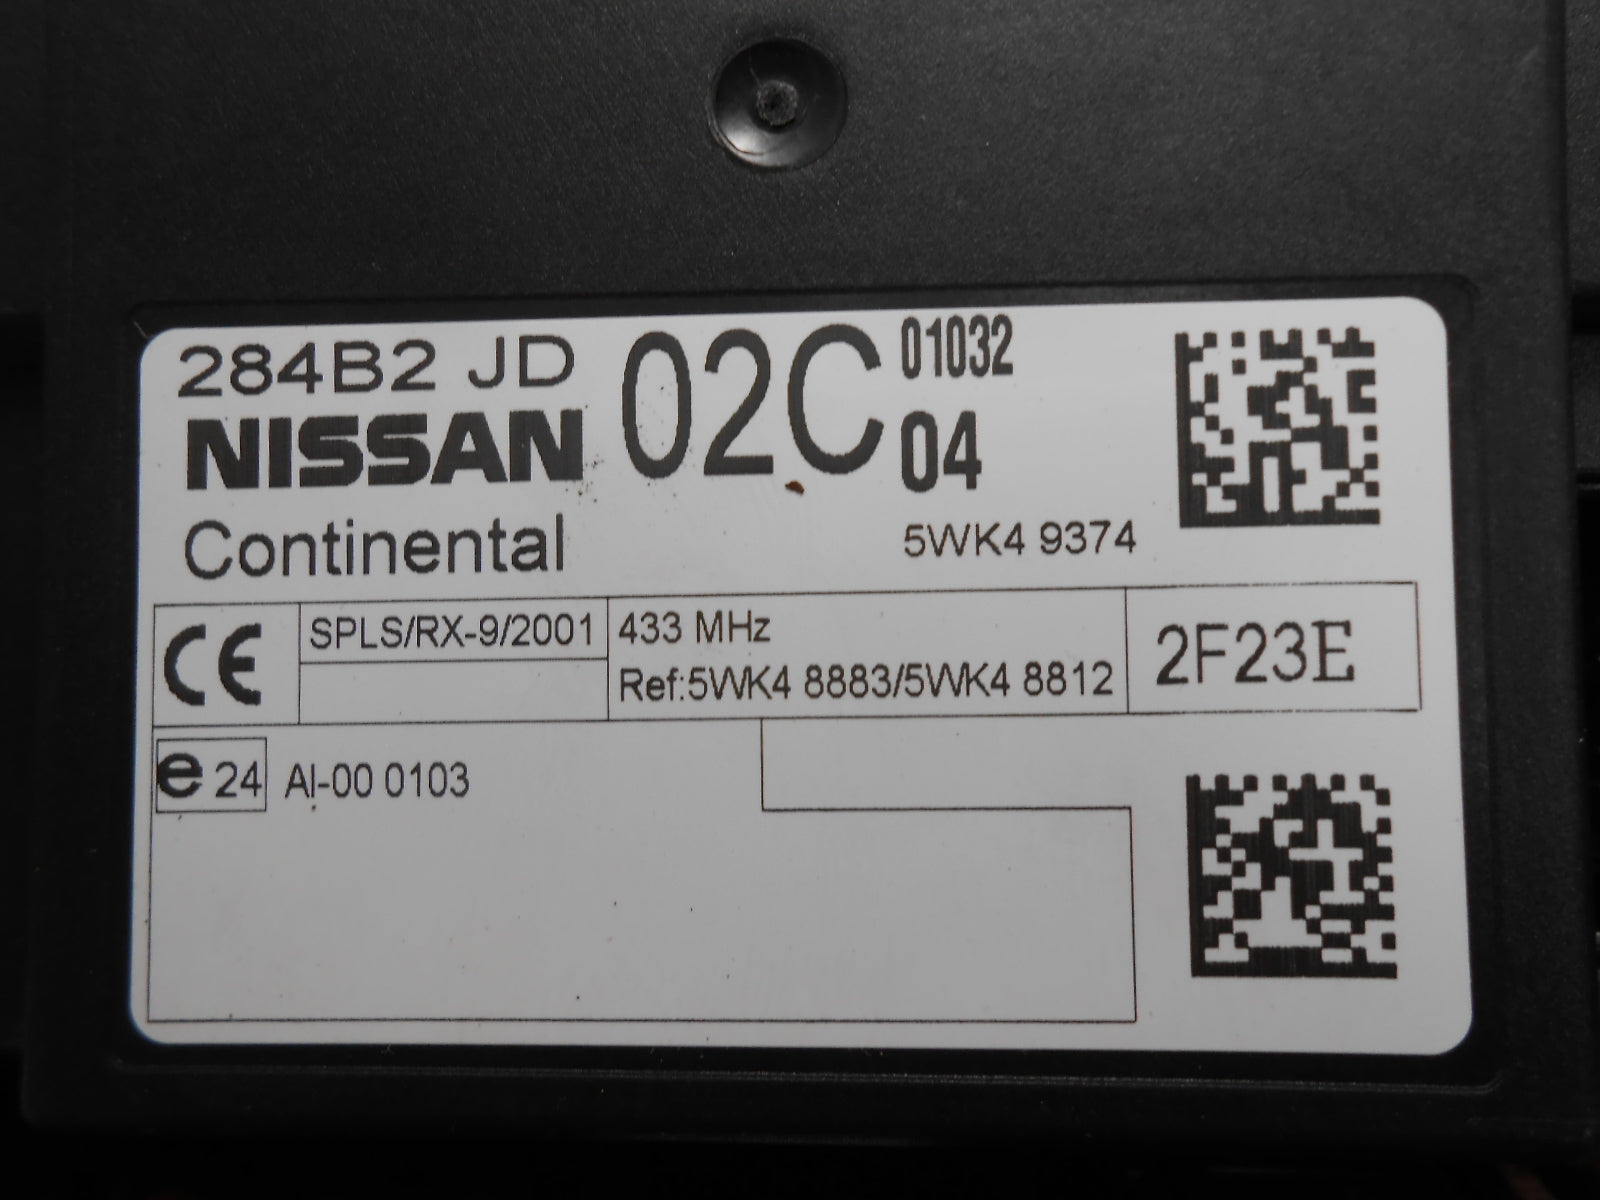 284B2 JD 02C 01032
NISSAN 04
Continental 5WK4 9374
CE SPLS/RX-9/2001 433 MHz 2F23E
Ref:5WK4 8883/5WK4 8812
e 24 AI-00 0103